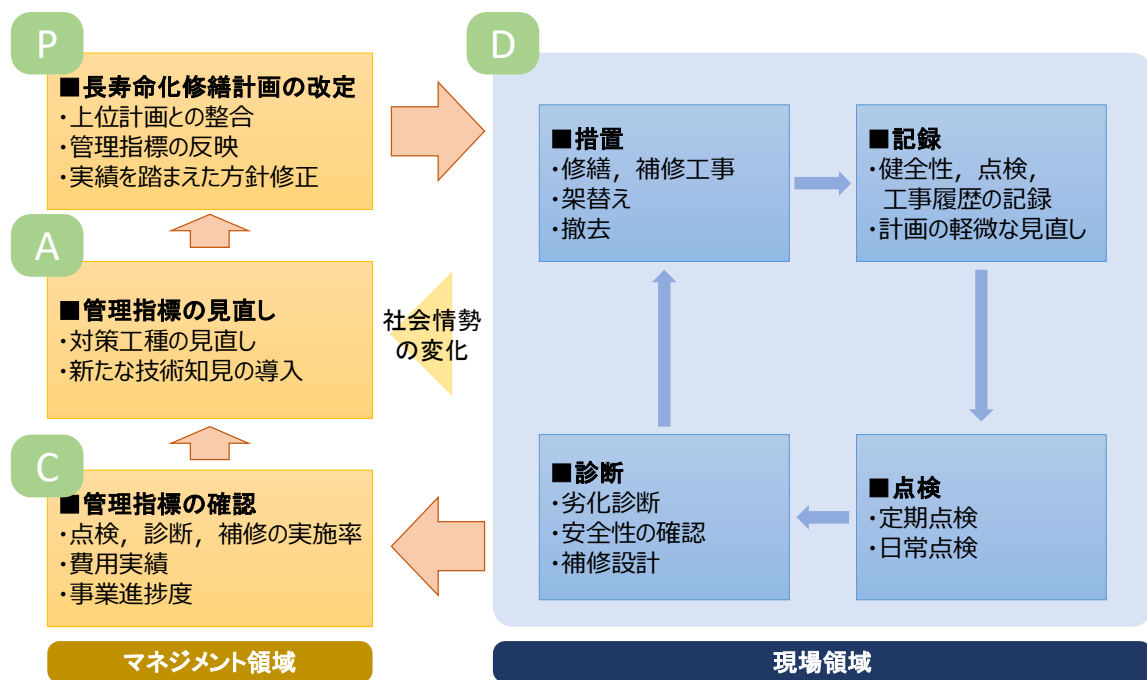 P
■長寿命化修繕計画の改定
・上位計画との整合
・管理指標の反映
・実績を踏まえた方針修正
A
■管理指標の見直し
・対策工種の見直し
・新たな技術知見の導入
C
■管理指標の確認
・点検，診断，補修の実施率
・費用実績
・事業進捗度
マネジメント領域
社会情勢
の変化
D
■措置
・修繕，補修工事
・架替え
・撤去
■記録
・健全性，点検，
工事履歴の記録
・計画の軽微な見直し
■診断
・劣化診断
・安全性の確認
・補修設計
■点検
・定期点検
・日常点検
現場領域